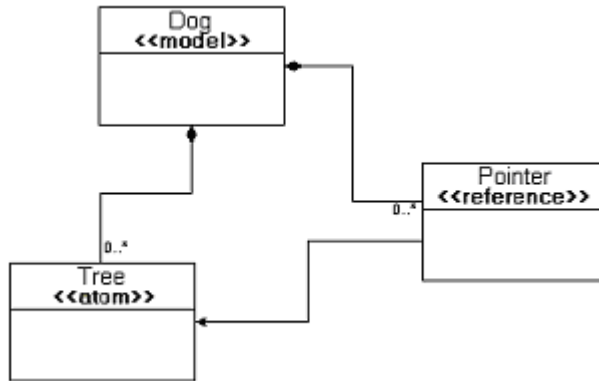 Dog
<<model>>
Pointer
<<reference>>
0..*
0..*
Tree
<<atom>>